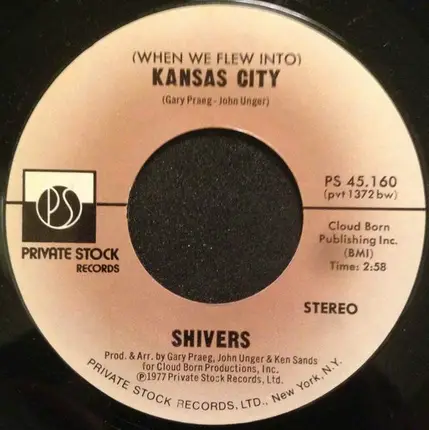 (WHEN WE FLEW INTO)
KANSAS CITY
(Gary Praeg - John Unger)
PS
PRIVATE STOCK
RECORDS
PS 45.160
(pvt 1372 bw)
Cloud Born
Publishing Inc.
(BMI)
Time: 2:58
STEREO
SHIVERS
Prod. & Arr. by Gary Praeg, John Unger & Ken Sands
for Cloud Born Productions, Inc.
℗1977 Private Stock Records, Ltd.
PRIVATE STOCK RECORDS, LTD., New York, N.Y.